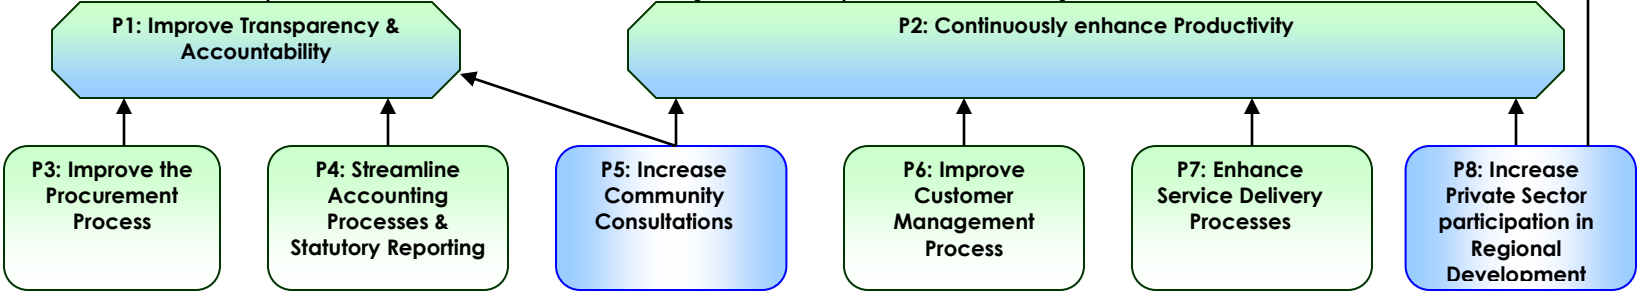 P1: Improve Transparency &
Accountability
P2: Continuously enhance Productivity
P3: Improve the
Procurement
Process
P4: Streamline
Accounting
Processes &
Statutory Reporting
P5: Increase
Community
Consultations
P6: Improve
Customer
Management
Process
P7: Enhance
Service Delivery
Processes
P8: Increase
Private Sector
participation in
Regional
Development